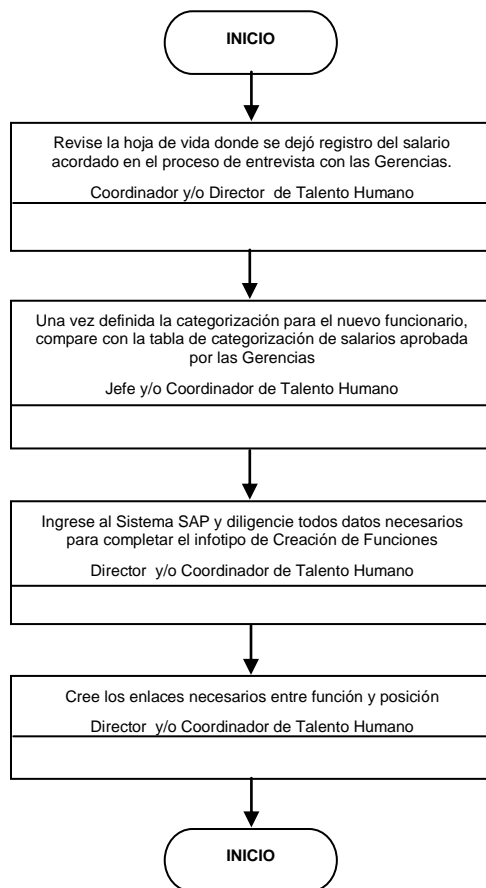 INICIO
Revise la hoja de vida donde se dejó registro del salario
acordado en el proceso de entrevista con las Gerencias.
Coordinador y/o Director de Talento Humano
Una vez definida la categorización para el nuevo funcionario,
compare con la tabla de categorización de salarios aprobada
por las Gerencias
Jefe y/o Coordinador de Talento Humano
Ingrese al Sistema SAP y diligencie todos datos necesarios
para completar el infotipo de Creación de Funciones
Director y/o Coordinador de Talento Humano
Cree los enlaces necesarios entre función y posición
Director y/o Coordinador de Talento Humano
INICIO